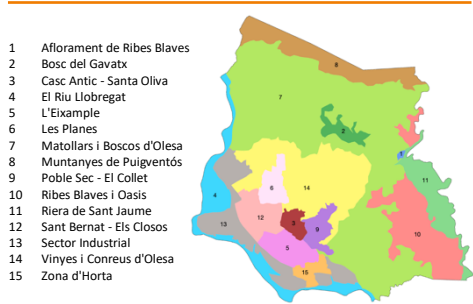 1 Aflorament de Ribes Blaves
2 Bosc del Gavatx
3 Casc Antic - Santa Oliva
4 El Riu Llobregat
5 L'Eixample
6 Les Planes
7 Matollars i Boscos d'Olesa
8 Muntanyes de Puigventós
9 Poble Sec - El Collet
10 Ribes Blaves i Oasis
11 Riera de Sant Jaume
12 Sant Bernat - Els Closos
13 Sector Industrial
14 Vinyes i Conreus d'Olesa
15 Zona d'Horta
8
7
2
1
11
6
14
4
12
3
9
13
10
5
15